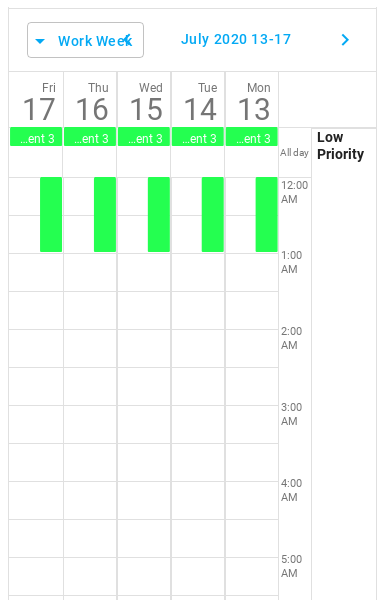 Work Week
July 2020 13-17
Fri Thu Wed Tue Mon
17 16 15 14 13
...ent 3 ...ent 3 ...ent 3 ...ent 3 ...ent 3
All day
Low
Priority
12:00
AM
1:00
AM
2:00
AM
3:00
AM
4:00
AM
5:00
AM